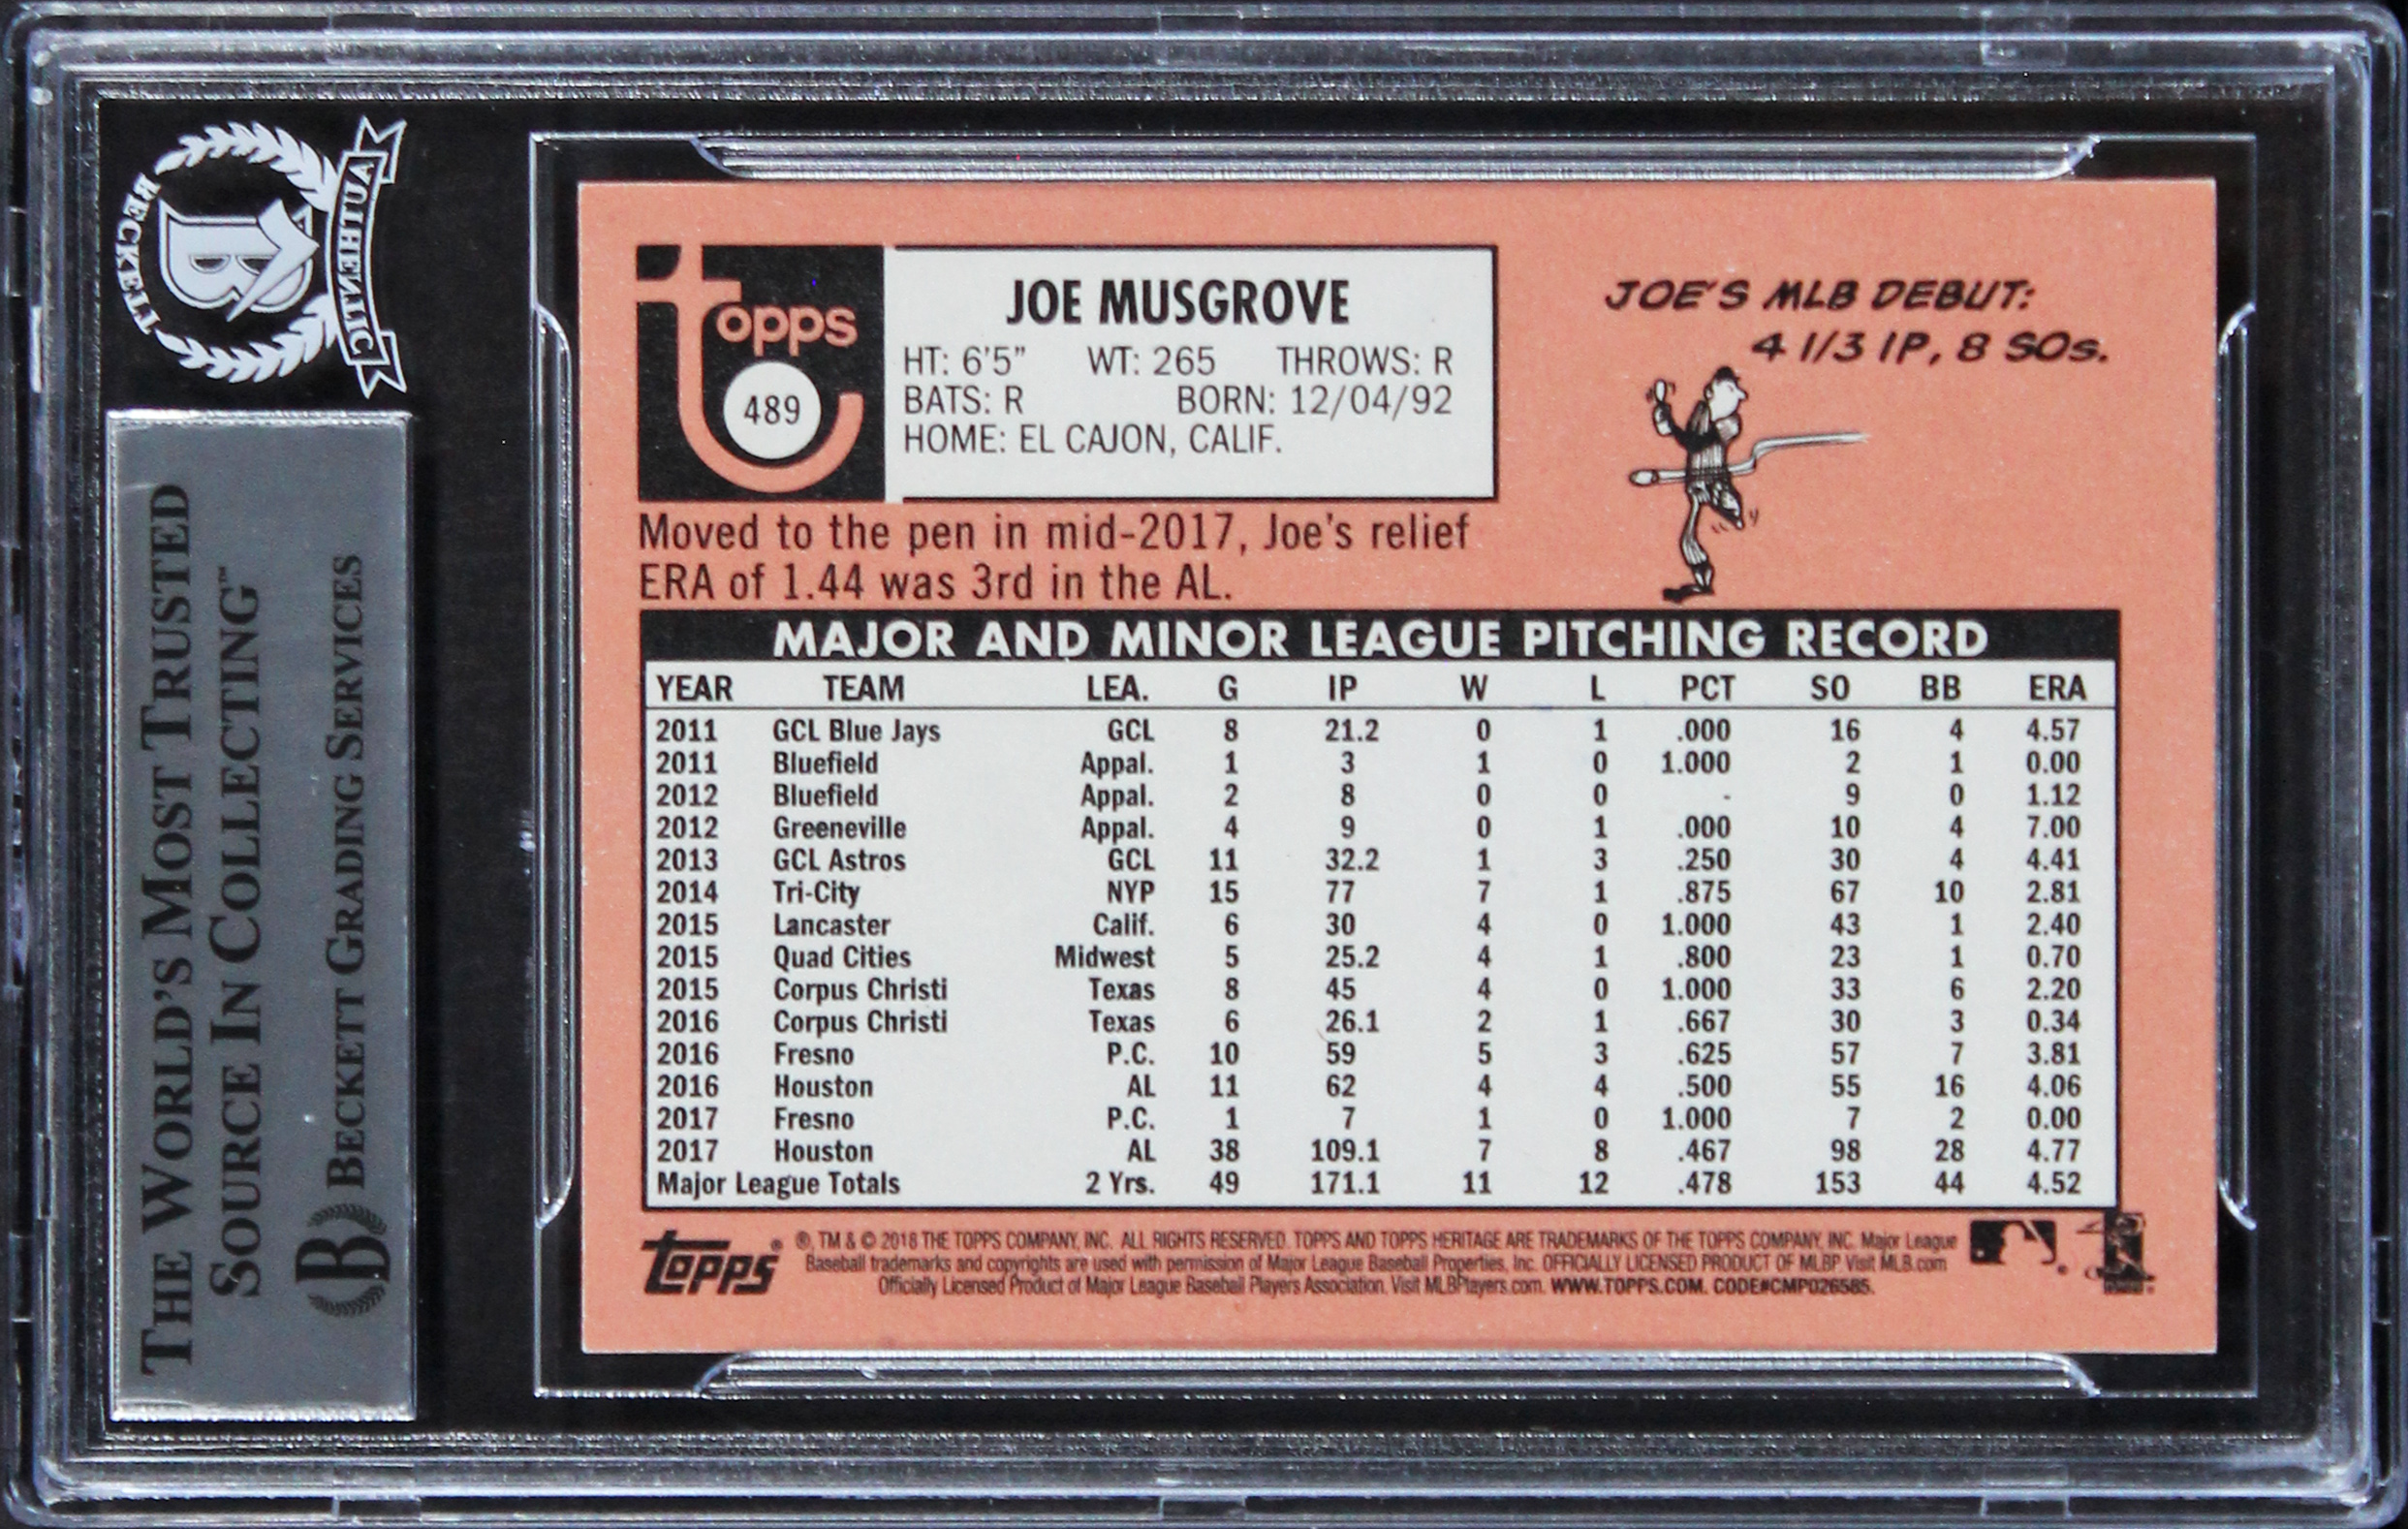 BECKETT
AUTHENTIC
B
THE WORLD'S MOST TRUSTED
SOURCE IN COLLECTING™
B BECKETT GRADING SERVICES
topps
489
JOE MUSGROVE
HT: 6'5” WT: 265 THROWS: R
BATS: R BORN: 12/04/92
HOME: EL CAJON, CALIF.
JOE'S MLB DEBUT:
4 1/3 IP, 8 SOs.
Moved to the pen in mid-2017, Joe's relief
ERA of 1.44 was 3rd in the AL.
MAJOR AND MINOR LEAGUE PITCHING RECORD
YEAR TEAM LEA. G IP W L PCT SO BB ERA
2011 GCL Blue Jays GCL 8 21.2 0 1 .000 16 4 4.57
2011 Bluefield Appal. 1 3 1 0 1.000 2 1 0.00
2012 Bluefield Appal. 2 8 0 0 - 9 0 1.12
2012 Greeneville Appal. 4 9 0 1 .000 10 4 7.00
2013 GCL Astros GCL 11 32.2 1 3 .250 30 4 4.41
2014 Tri-City NYP 15 77 7 1 .875 67 10 2.81
2015 Lancaster Calif. 6 30 4 0 1.000 43 1 2.40
2015 Quad Cities Midwest 5 25.2 4 1 .800 23 1 0.70
2015 Corpus Christi Texas 8 45 4 0 1.000 33 6 2.20
2016 Corpus Christi Texas 6 26.1 2 1 .667 30 3 0.34
2016 Fresno P.C. 10 59 5 3 .625 57 7 3.81
2016 Houston AL 11 62 4 4 .500 55 16 4.06
2017 Fresno P.C. 1 7 1 0 1.000 7 2 0.00
2017 Houston AL 38 109.1 7 8 .467 98 28 4.77
Major League Totals 2 Yrs. 49 171.1 11 12 .478 153 44 4.52
topps ® ®, TM & © 2018 THE TOPPS COMPANY, INC. ALL RIGHTS RESERVED. TOPPS AND TOPPS HERITAGE ARE TRADEMARKS OF THE TOPPS COMPANY, INC. Major League
Baseball trademarks and copyrights are used with permission of Major League Baseball Properties, Inc. OFFICIALLY LICENSED PRODUCT OF MLBP. Visit MLB.com
Officially Licensed Product of Major League Baseball Players Association. Visit MLBPlayers.com. WWW.TOPPS.COM. CODE#CMP026585.